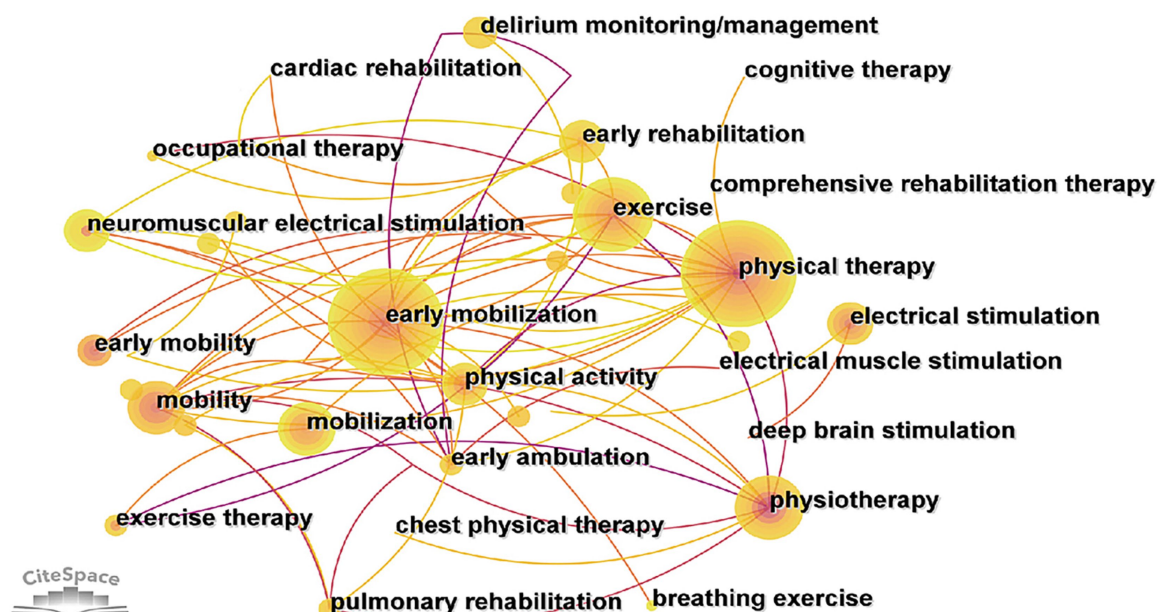 delirium monitoring/management
cardiac rehabilitation
cognitive therapy
early rehabilitation
occupational therapy
comprehensive rehabilitation therapy
exercise
neuromuscular electrical stimulation
physical therapy
early mobilization
electrical stimulation
early mobility
electrical muscle stimulation
physical activity
mobility
mobilization
deep brain stimulation
early ambulation
physiotherapy
exercise therapy
chest physical therapy
CiteSpace
pulmonary rehabilitation
breathing exercise